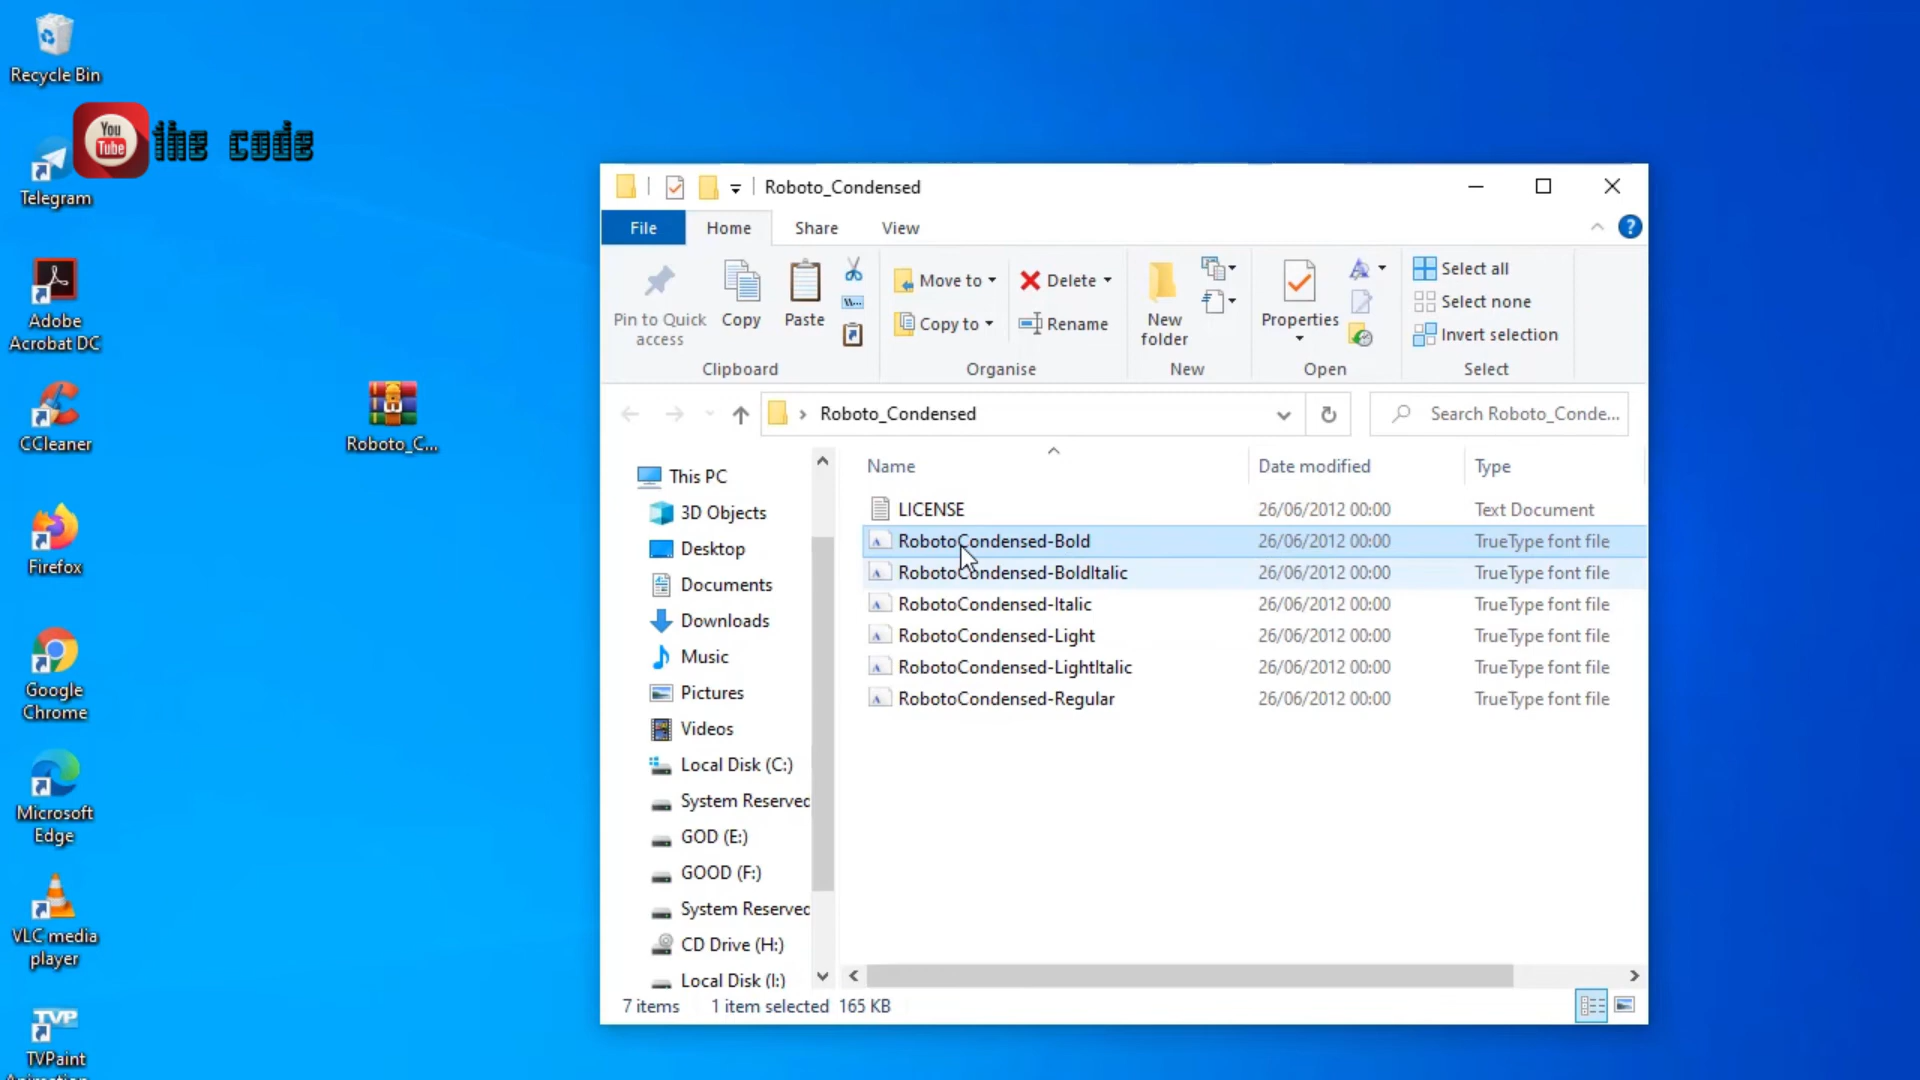 Recycle Bin
You
Tube
the code
Telegram
Adobe
Acrobat DC
CCleaner
Firefox
Google
Chrome
Microsoft
Edge
VLC media
player
TVP
TVPaint
Roboto_C...
Roboto_Condensed
File Home Share View
Pin to Quick
access
Copy
Paste
Move to
Copy to
Delete
Rename
New
folder
Properties
Select all
Select none
Invert selection
Clipboard Organise New Open Select
Roboto_Condensed
Search Roboto_Conde...
This PC
3D Objects
Desktop
Documents
Downloads
Music
Pictures
Videos
Local Disk (C:)
System Reserved
GOD (E:)
GOOD (F:)
System Reserved
CD Drive (H:)
Local Disk (I:)
Name Date modified Type
LICENSE 26/06/2012 00:00 Text Document
RobotoCondensed-Bold 26/06/2012 00:00 TrueType font file
RobotoCondensed-BoldItalic 26/06/2012 00:00 TrueType font file
RobotoCondensed-Italic 26/06/2012 00:00 TrueType font file
RobotoCondensed-Light 26/06/2012 00:00 TrueType font file
RobotoCondensed-LightItalic 26/06/2012 00:00 TrueType font file
RobotoCondensed-Regular 26/06/2012 00:00 TrueType font file
7 items 1 item selected 165 KB